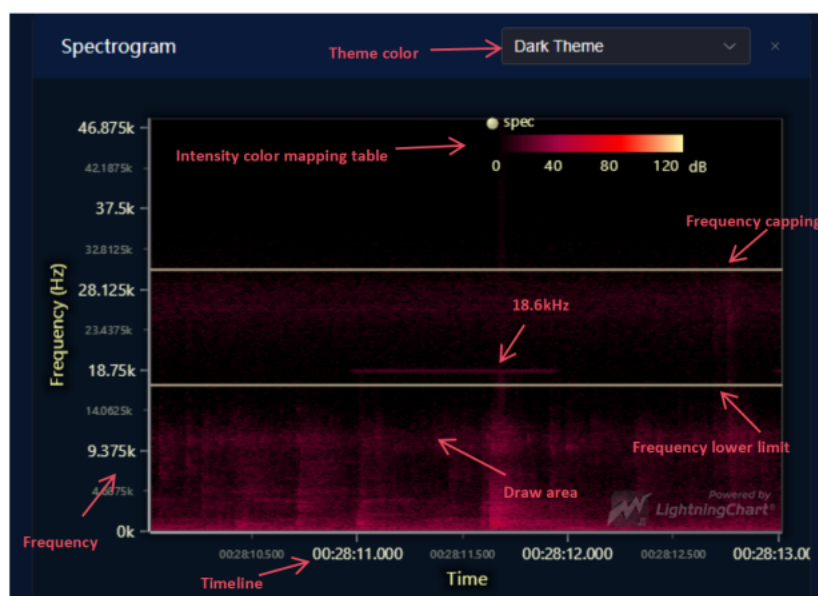 Spectrogram
Theme color
Dark Theme
×
46.875k
spec
Intensity color mapping table
42.1875k
0 40 80 120 dB
37.5k
Frequency capping
32.8125k
Frequency (Hz)
28.125k
18.6kHz
23.4375k
18.75k
14.0625k
Frequency lower limit
9.375k
Draw area
4.6875k
Powered by
LightningChart®
0k
Frequency
00:28:10.500 00:28:11.000 00:28:11.500 00:28:12.000 00:28:12.500 00:28:13.0
Timeline
Time